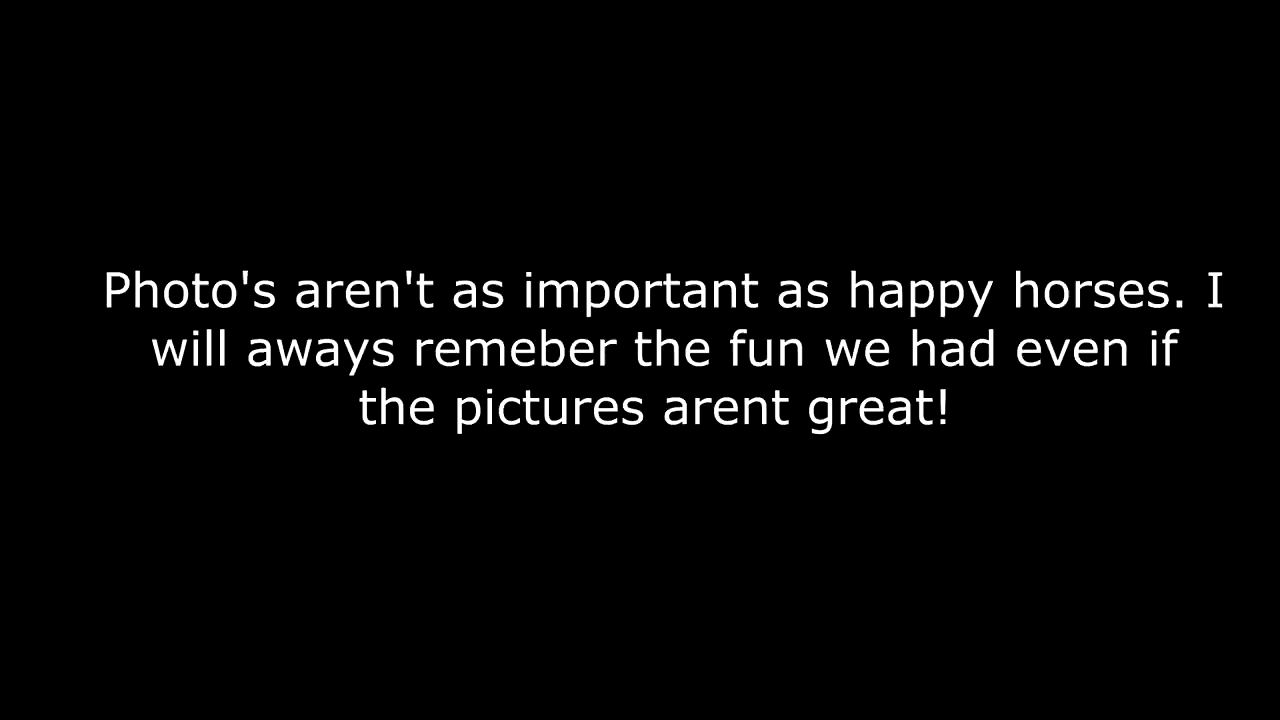 Photo's aren't as important as happy horses. I
will aways remeber the fun we had even if
the pictures arent great!